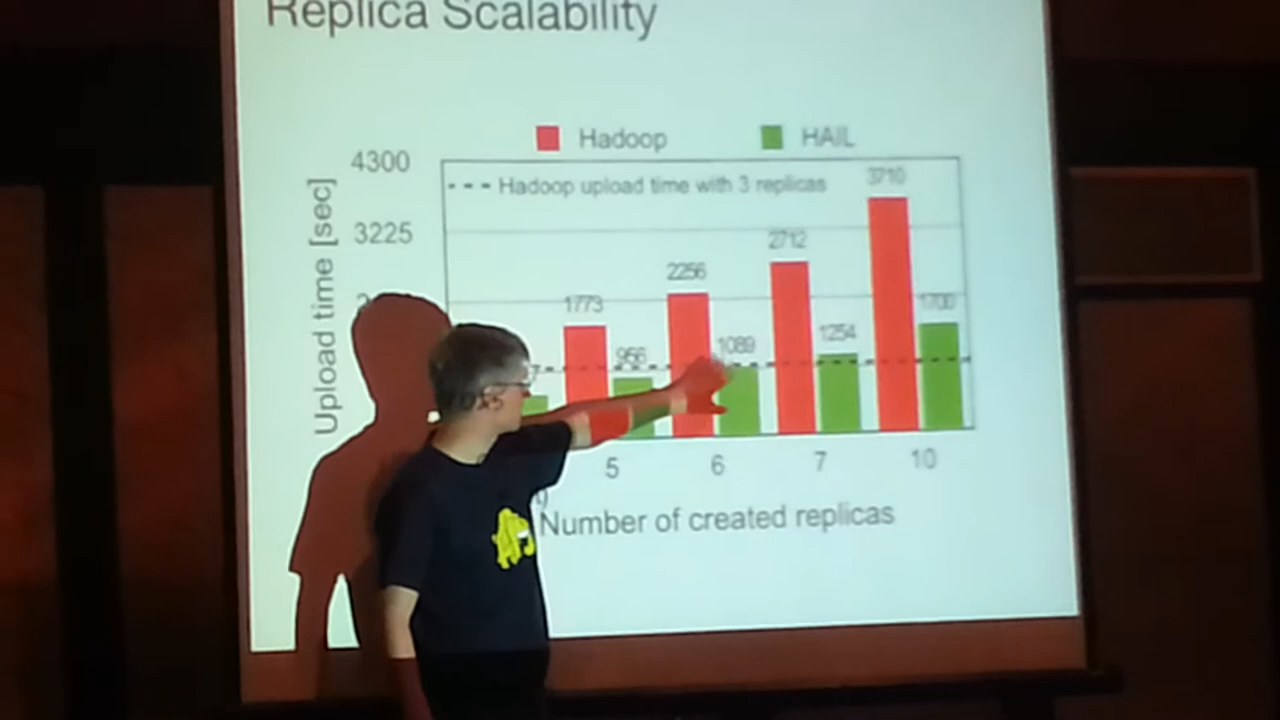 Replica Scalability
Hadoop
HAIL
4300
3225
Upload time [sec]
Hadoop upload time with 3 replicas
3710
2712
2256
1773
1700
1254
1089
956
5
6
7
10
Number of created replicas